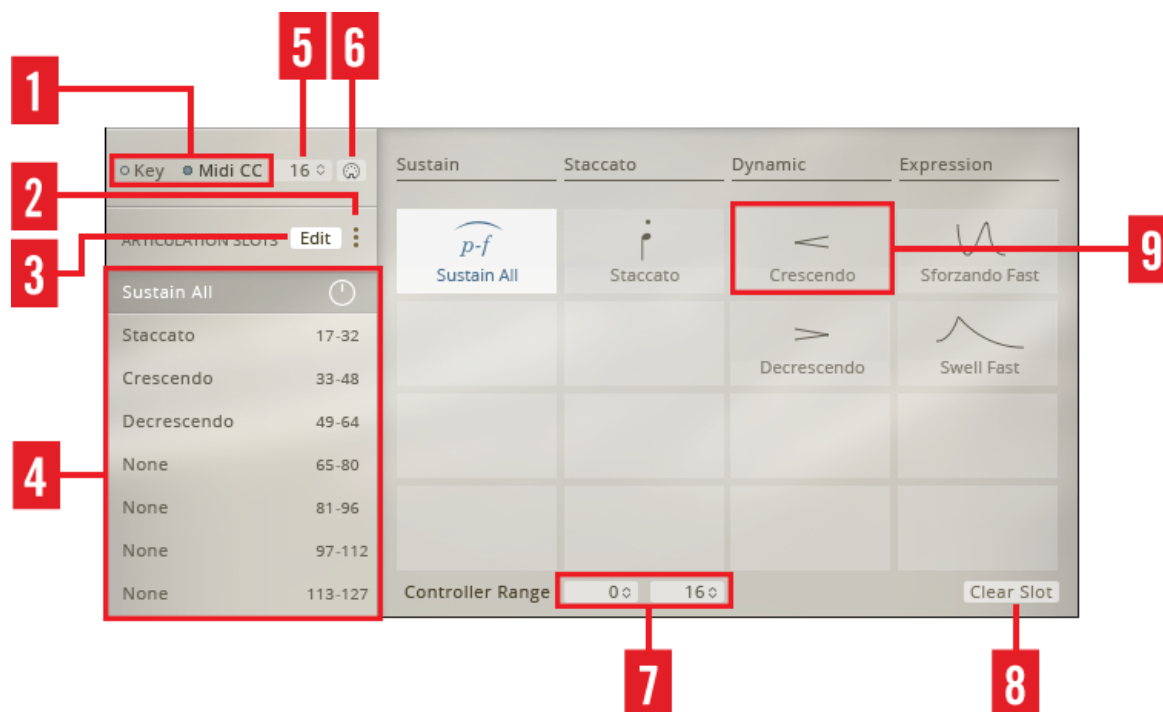 5 6
1
Key Midi CC 16
Sustain Staccato Dynamic Expression
2
ARTICULATION SLOTS Edit
3
p-f
Sustain All Staccato Crescendo Sforzando Fast
9
Sustain All
Staccato 17-32
Crescendo 33-48
Decrescendo Swell Fast
Decrescendo 49-64
4
None 65-80
None 81-96
None 97-112
None 113-127
Controller Range 0 16 Clear Slot
7 8